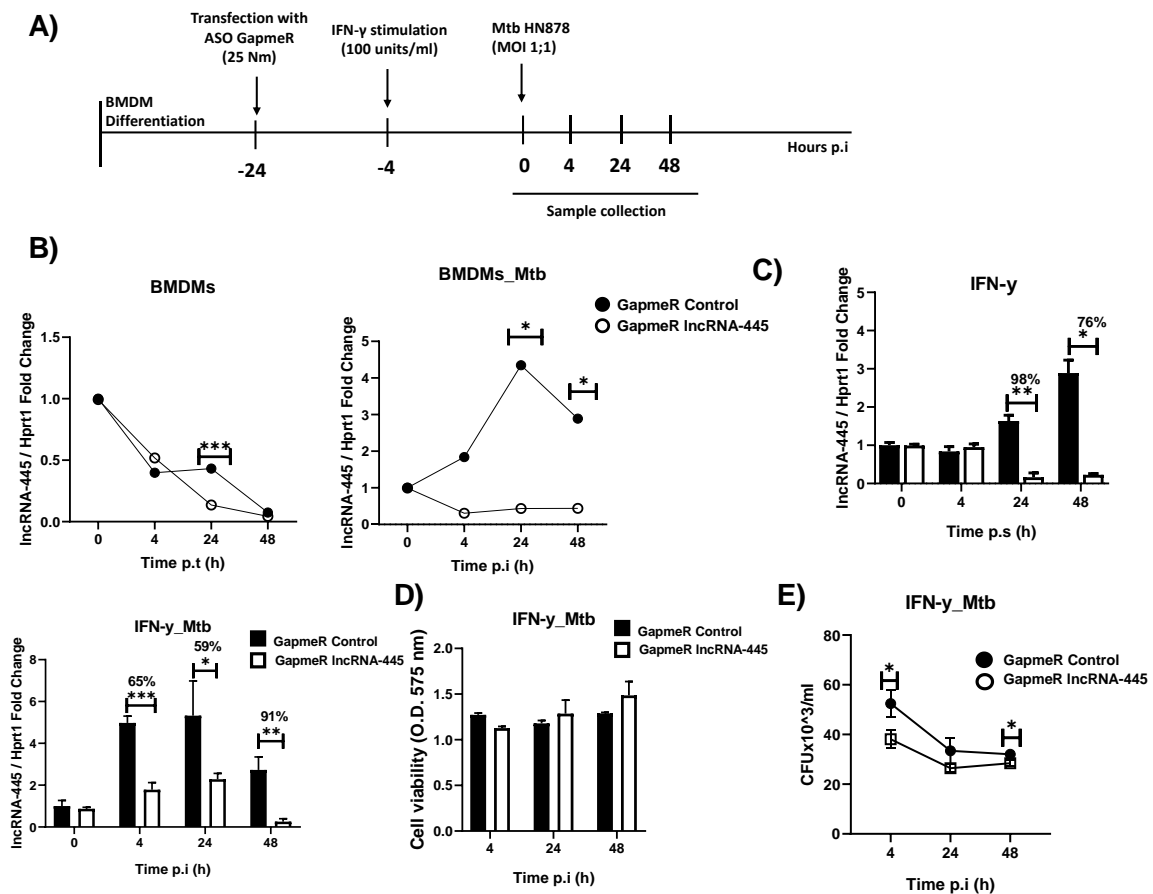 A)
Transfection with
ASO GapmeR
(25 Nm)
IFN-γ stimulation
(100 units/ml)
Mtb HN878
(MOI 1;1)
BMDM
Differentiation
-24
-4
0
4
24
48
Hours p.i
Sample collection
B)
BMDMs
lncRNA-445 / Hprt1 Fold Change
1.5
1.0
0.5
0.0
***
0
4
24
48
Time p.t (h)
BMDMs_Mtb
GapmeR Control
GapmeR lncRNA-445
lncRNA-445 / Hprt1 Fold Change
5
4
3
2
1
0
*
*
0
4
24
48
Time p.i (h)
C)
IFN-y
lncRNA-445 / Hprt1 Fold Change
5
4
3
2
1
0
98%
**
76%
*
0
4
24
48
Time p.s (h)
IFN-y_Mtb
GapmeR Control
GapmeR lncRNA-445
lncRNA-445 / Hprt1 Fold Change
8
6
4
2
0
65%
***
59%
*
91%
**
0
4
24
48
Time p.i (h)
D)
IFN-y_Mtb
GapmeR Control
GapmeR lncRNA-445
Cell viability (O.D. 575 nm)
2.0
1.5
1.0
0.5
0.0
4
24
48
Time p.i (h)
E)
IFN-y_Mtb
GapmeR Control
GapmeR lncRNA-445
CFUx10^3/ml
80
60
40
20
0
*
*
4
24
48
Time p.i (h)